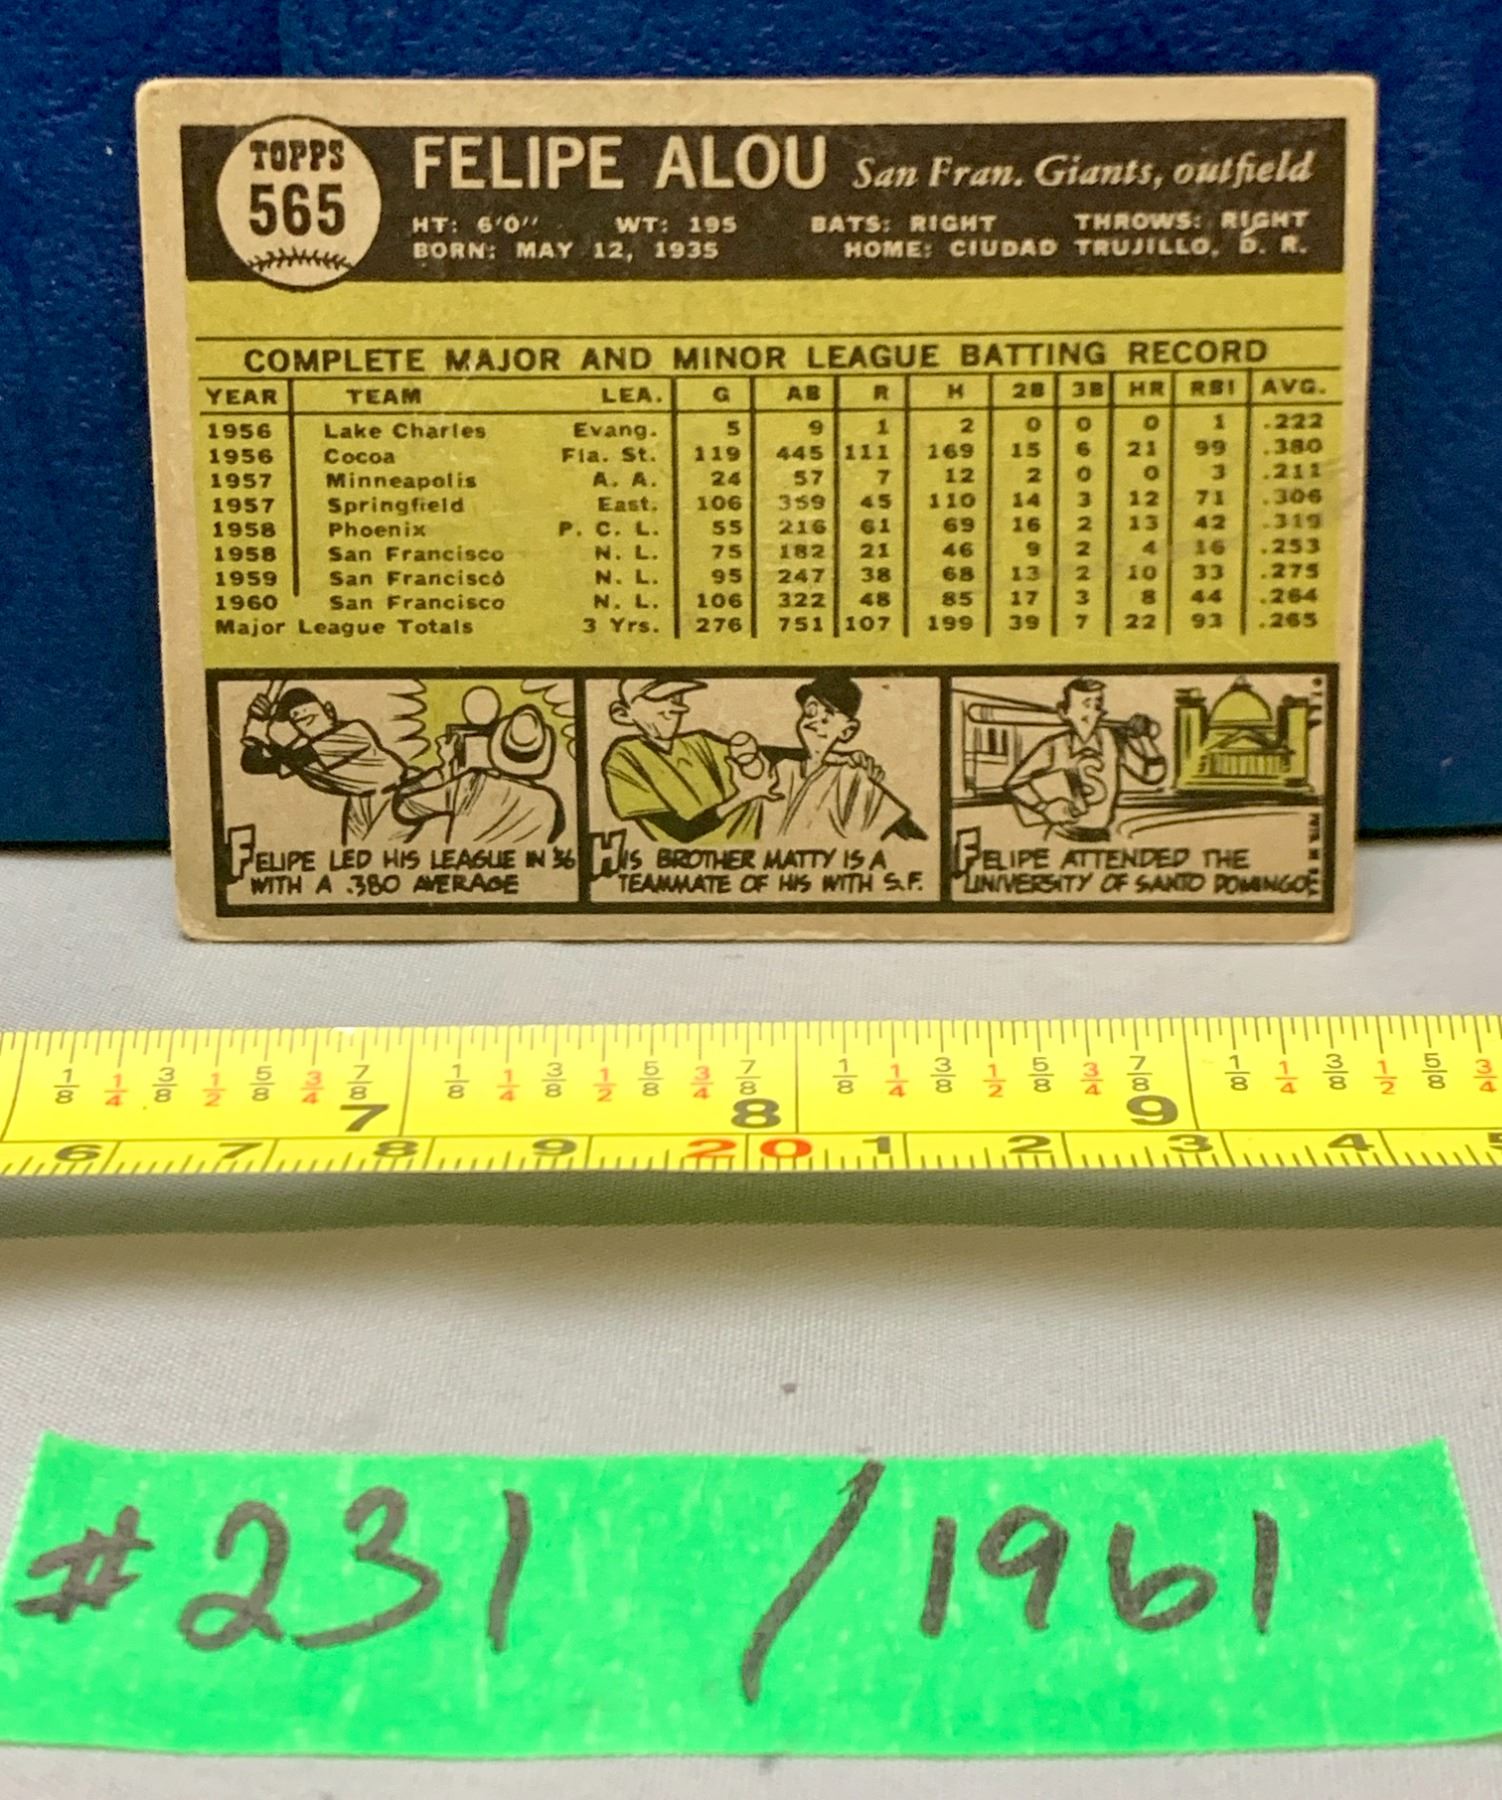 TOPPS
565
FELIPE ALOU San Fran. Giants, outfield
HT: 6'0" WT: 195 BATS: RIGHT THROWS: RIGHT
BORN: MAY 12, 1935 HOME: CIUDAD TRUJILLO, D. R.
COMPLETE MAJOR AND MINOR LEAGUE BATTING RECORD
YEAR TEAM LEA. G AB R H 2B 3B HR RBI AVG.
1956 Lake Charles Evang. 5 9 1 2 0 0 0 1 .222
1956 Cocoa Fla. St. 119 445 111 169 15 6 21 99 .380
1957 Minneapolis A. A. 24 57 7 12 2 0 0 3 .211
1957 Springfield East. 106 359 45 110 14 3 12 71 .306
1958 Phoenix P. C. L. 55 216 61 69 16 2 13 42 .319
1958 San Francisco N. L. 75 182 21 46 9 2 4 16 .253
1959 San Francisco N. L. 95 247 38 68 13 2 10 33 .275
1960 San Francisco N. L. 106 322 48 85 17 3 8 44 .264
Major League Totals 3 Yrs. 276 751 107 199 39 7 22 93 .265
FELIPE LED HIS LEAGUE IN 56
WITH A .380 AVERAGE
HIS BROTHER MATTY IS A
TEAMMATE OF HIS WITH S.F.
S
FELIPE ATTENDED THE
UNIVERSITY OF SANTO DOMINGO
1/8 1/4 3/8 1/2 5/8 3/4 7/8 1/8 1/4 3/8 1/2 5/8 3/4 7/8 1/8 1/4 3/8 1/2 5/8 3/4 7/8 1/8 1/4 3/8 1/2 5/8 3/4
7 8 9
6 7 8 9 20 1 2 3 4 5
#231 / 1961